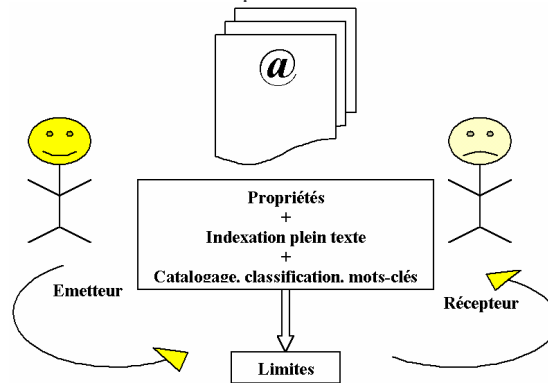 @
Propriétés
+
Indexation plein texte
+
Catalogage, classification, mots-clés
Emetteur
Récepteur
Limites